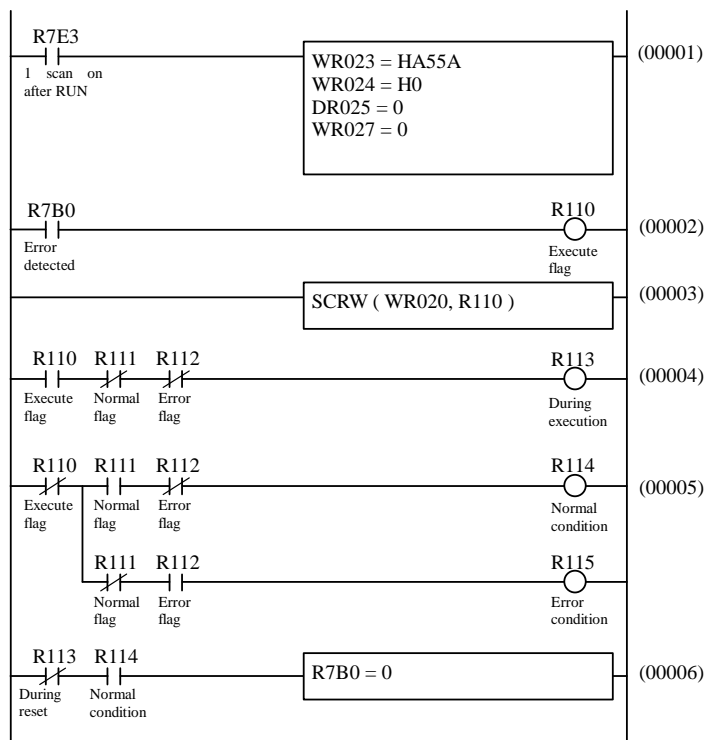 R7E3
1 scan on
after RUN
WR023 = HA55A
WR024 = H0
DR025 = 0
WR027 = 0
(00001)
R7B0
Error
detected
R110
Execute
flag
(00002)
SCRW ( WR020, R110 )
(00003)
R110 R111 R112
Execute Normal Error
flag flag flag
R113
During
execution
(00004)
R110 R111 R112
Execute Normal Error
flag flag flag
R114
Normal
condition
(00005)
R111 R112
Normal Error
flag flag
R115
Error
condition
R113 R114
During Normal
reset condition
R7B0 = 0
(00006)